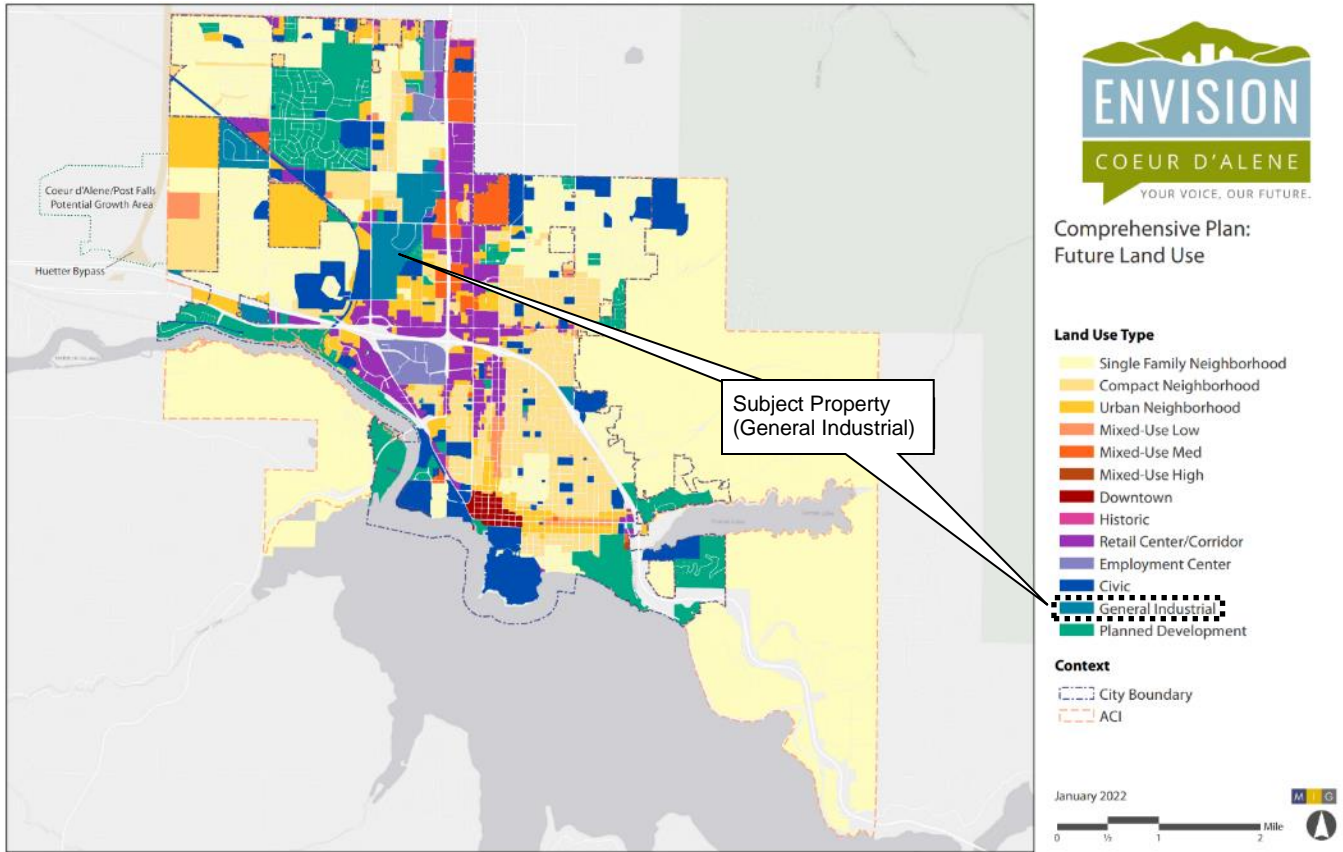 Coeur d'Alene/Post Falls
Potential Growth Area
Huetter Bypass
Subject Property
(General Industrial)
ENVISION
COEUR D'ALENE
YOUR VOICE, OUR FUTURE.
Comprehensive Plan:
Future Land Use
Land Use Type
Single Family Neighborhood
Compact Neighborhood
Urban Neighborhood
Mixed-Use Low
Mixed-Use Med
Mixed-Use High
Downtown
Historic
Retail Center/Corridor
Employment Center
Civic
General Industrial
Planned Development
Context
City Boundary
ACI
January 2022
M I G
0 ½ 1 2 Mile